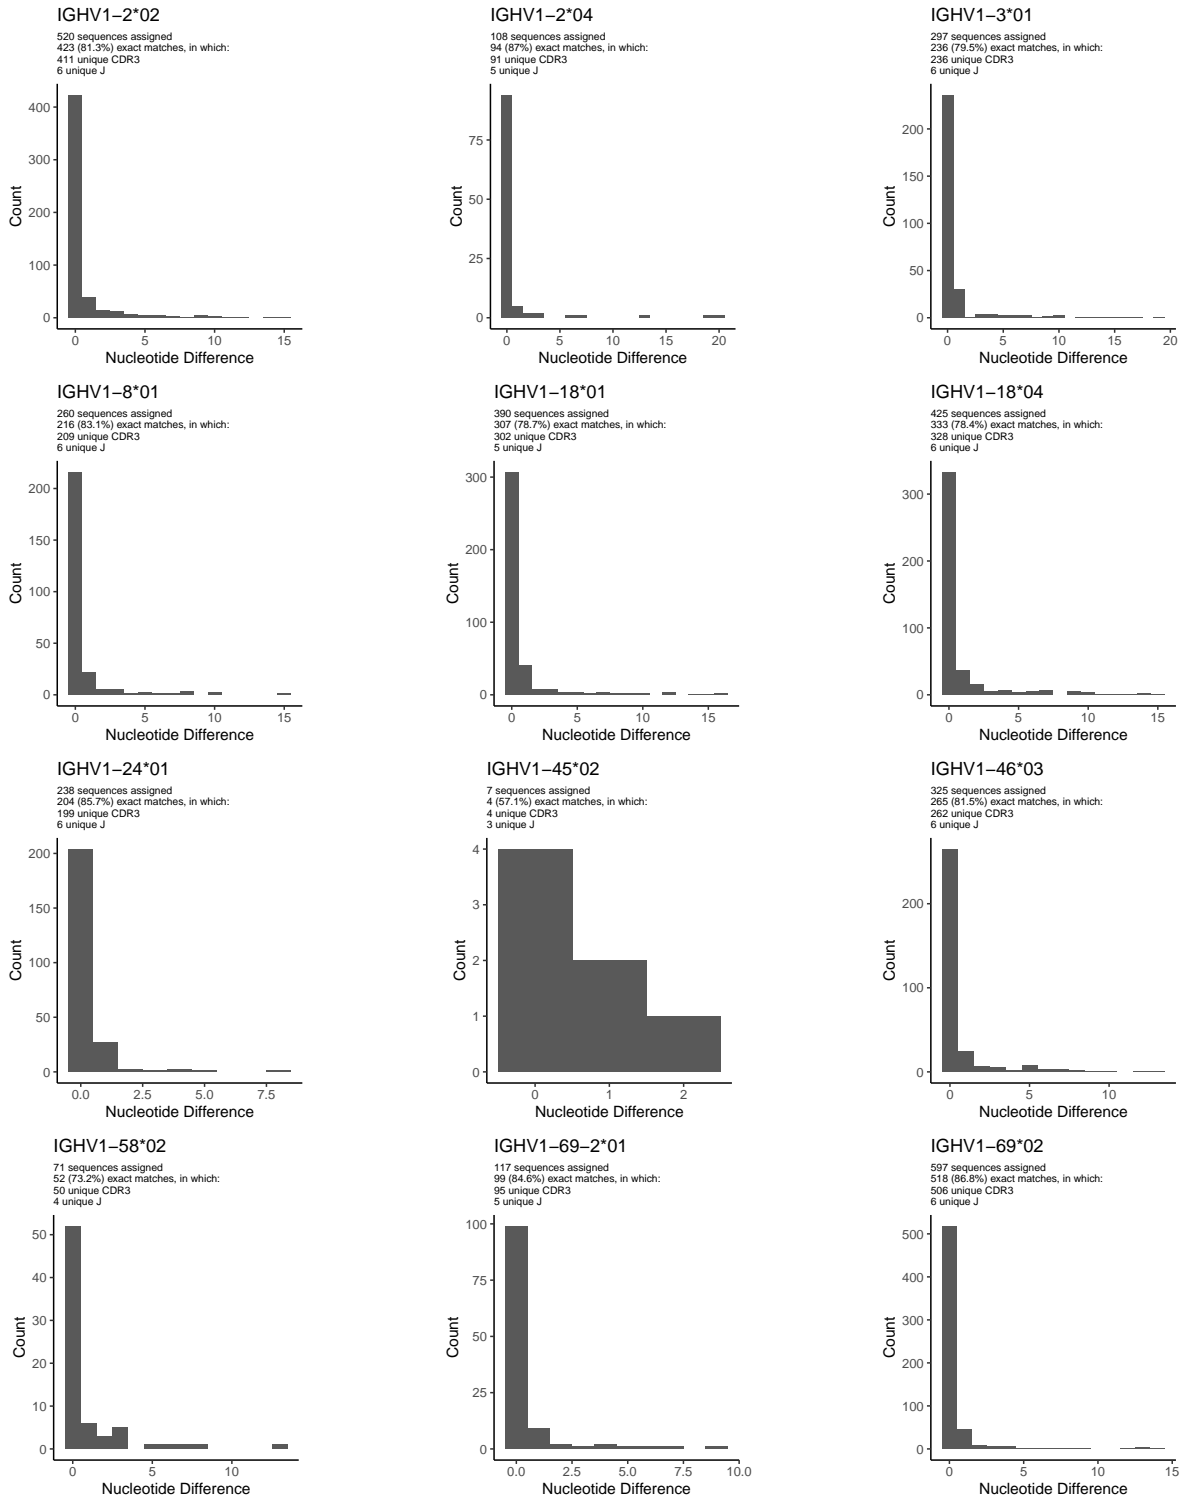 IGHV1−2*02
520 sequences assigned
423 (81.3%) exact matches, in which:
411 unique CDR3
6 unique J
400
300
200
100
0
Count
0 5 10 15
Nucleotide Difference
IGHV1−2*04
108 sequences assigned
94 (87%) exact matches, in which:
91 unique CDR3
5 unique J
75
50
25
0
Count
0 5 10 15 20
Nucleotide Difference
IGHV1−3*01
297 sequences assigned
236 (79.5%) exact matches, in which:
236 unique CDR3
6 unique J
200
150
100
50
0
Count
0 5 10 15 20
Nucleotide Difference
IGHV1−8*01
260 sequences assigned
216 (83.1%) exact matches, in which:
209 unique CDR3
6 unique J
200
150
100
50
0
Count
0 5 10 15
Nucleotide Difference
IGHV1−18*01
390 sequences assigned
307 (78.7%) exact matches, in which:
302 unique CDR3
5 unique J
300
200
100
0
Count
0 5 10 15
Nucleotide Difference
IGHV1−18*04
425 sequences assigned
333 (78.4%) exact matches, in which:
328 unique CDR3
6 unique J
300
200
100
0
Count
0 5 10 15
Nucleotide Difference
IGHV1−24*01
238 sequences assigned
204 (85.7%) exact matches, in which:
199 unique CDR3
6 unique J
200
150
100
50
0
Count
0.0 2.5 5.0 7.5
Nucleotide Difference
IGHV1−45*02
7 sequences assigned
4 (57.1%) exact matches, in which:
4 unique CDR3
3 unique J
4
3
2
1
0
Count
0 1 2
Nucleotide Difference
IGHV1−46*03
325 sequences assigned
265 (81.5%) exact matches, in which:
262 unique CDR3
6 unique J
200
100
0
Count
0 5 10
Nucleotide Difference
IGHV1−58*02
71 sequences assigned
52 (73.2%) exact matches, in which:
50 unique CDR3
4 unique J
50
40
30
20
10
0
Count
0 5 10
Nucleotide Difference
IGHV1−69−2*01
117 sequences assigned
99 (84.6%) exact matches, in which:
95 unique CDR3
5 unique J
100
75
50
25
0
Count
0.0 2.5 5.0 7.5 10.0
Nucleotide Difference
IGHV1−69*02
597 sequences assigned
518 (86.8%) exact matches, in which:
506 unique CDR3
6 unique J
500
400
300
200
100
0
Count
0 5 10 15
Nucleotide Difference